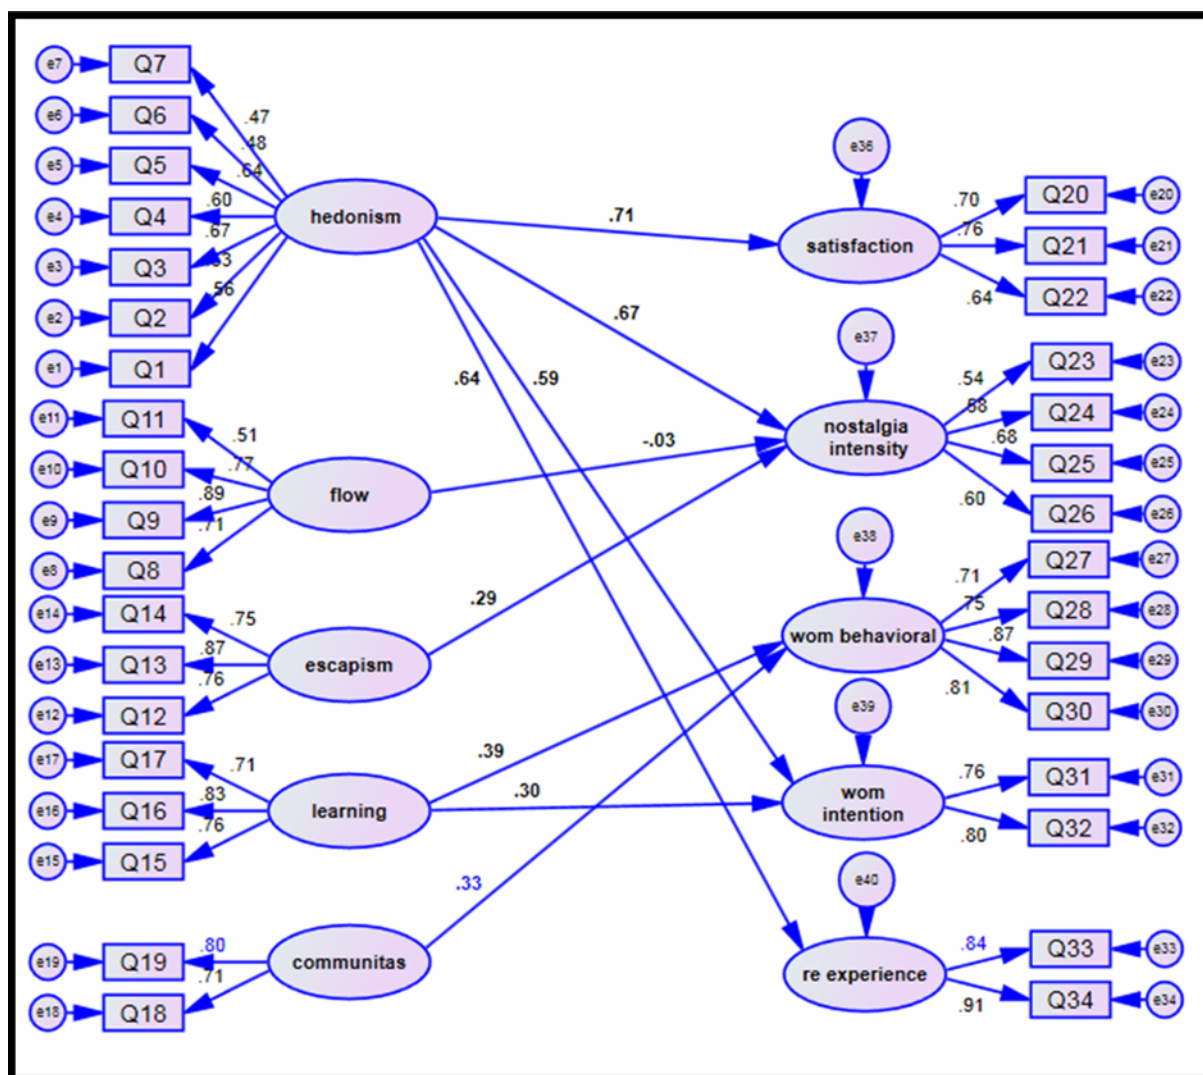 e7
Q7
e6
Q6
e5
Q5
e4
Q4
e3
Q3
e2
Q2
e1
Q1
.47
.48
.64
.60
.67
.56
hedonism
e11
Q11
e10
Q10
e9
Q9
e8
Q8
.51
.77
.89
.71
flow
e14
Q14
e13
Q13
e12
Q12
.75
.87
.76
escapism
e17
Q17
e16
Q16
e15
Q15
.71
.83
.76
learning
e19
Q19
e18
Q18
.80
.71
communitas
.71
.67
.59
.64
-.03
.29
.39
.30
.33
e36
satisfaction
.70
.76
.64
Q20
e20
Q21
e21
Q22
e22
e37
nostalgia
intensity
.54
.58
.68
.60
Q23
e23
Q24
e24
Q25
e25
Q26
e26
e38
wom behavioral
.71
.75
.87
.81
Q27
e27
Q28
e28
Q29
e29
Q30
e30
e39
wom
intention
.76
.80
Q31
e31
Q32
e32
e40
re experience
.84
.91
Q33
e33
Q34
e34